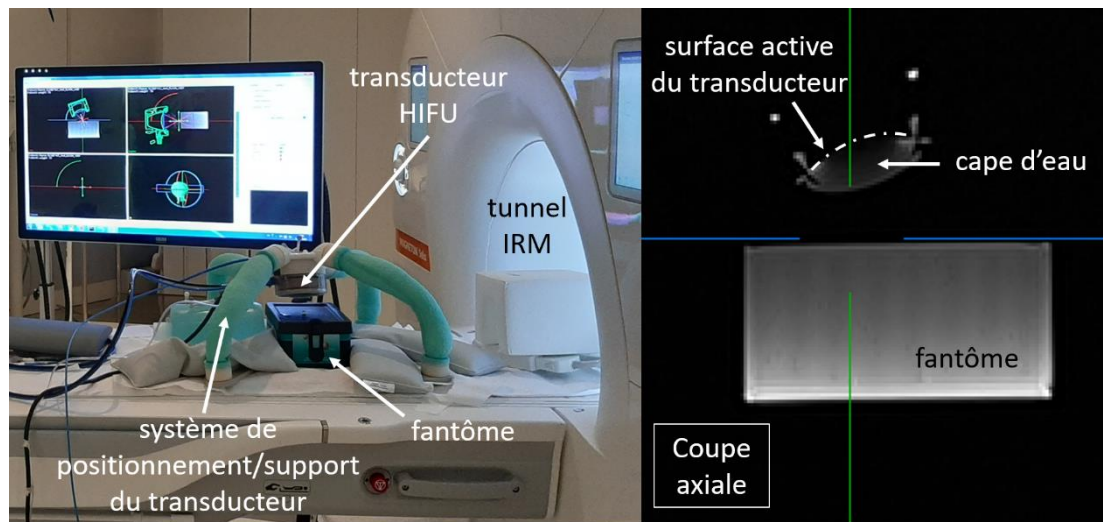 transducteur
HIFU
tunnel
IRM
système de
positionnement/support
du transducteur
fantôme
surface active
du transducteur
cape d'eau
fantôme
Coupe
axiale